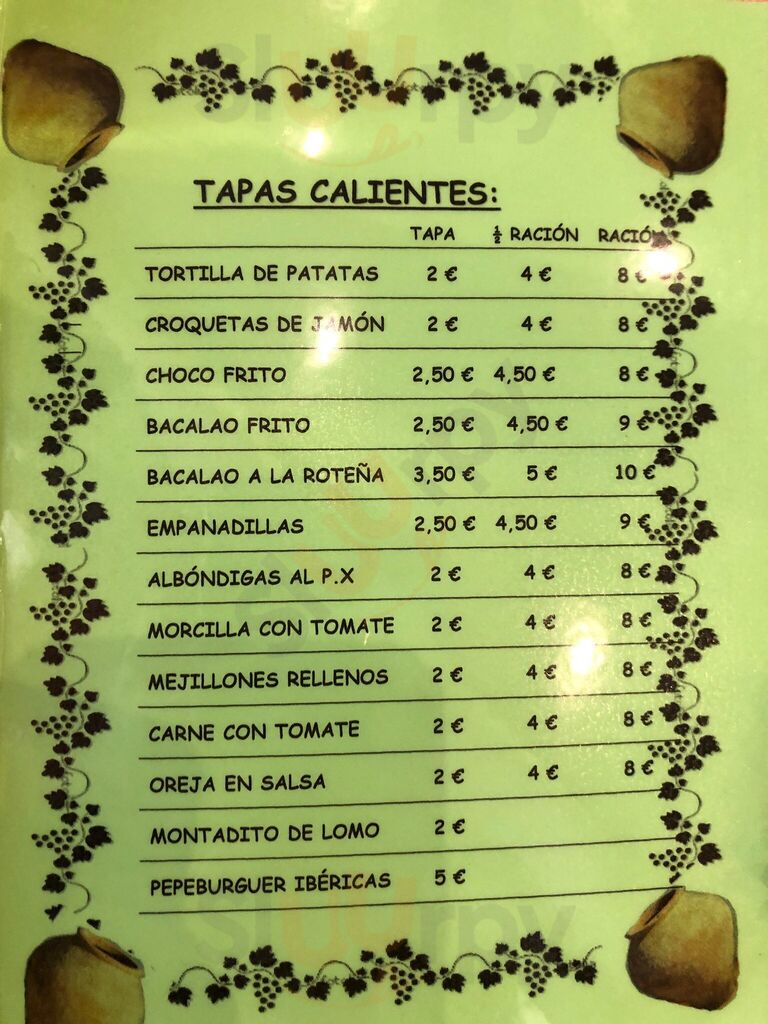 TAPAS CALIENTES:
TAPA ½ RACIÓN RACIÓN
TORTILLA DE PATATAS 2 € 4 € 8 €
CROQUETAS DE JAMÓN 2 € 4 € 8 €
CHOCO FRITO 2,50 € 4,50 € 8 €
BACALAO FRITO 2,50 € 4,50 € 9 €
BACALAO A LA ROTEÑA 3,50 € 5 € 10 €
EMPANADILLAS 2,50 € 4,50 € 9 €
ALBÓNDIGAS AL P.X 2 € 4 € 8 €
MORCILLA CON TOMATE 2 € 4 € 8 €
MEJILLONES RELLENOS 2 € 4 € 8 €
CARNE CON TOMATE 2 € 4 € 8 €
OREJA EN SALSA 2 € 4 € 8 €
MONTADITO DE LOMO 2 €
PEPEBURGUER IBÉRICAS 5 €
Sluurpy
Sluurpy
Sluurpy